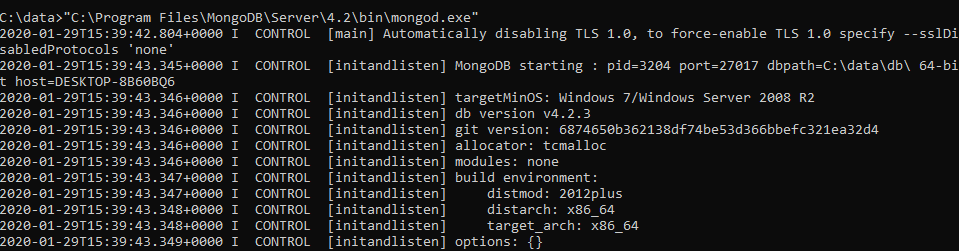 C:\data>"C:\Program Files\MongoDB\Server\4.2\bin\mongod.exe"
2020-01-29T15:39:42.804+0000 I  CONTROL  [main] Automatically disabling TLS 1.0, to force-enable TLS 1.0 specify --sslDi
sabledProtocols 'none'
2020-01-29T15:39:43.345+0000 I  CONTROL  [initandlisten] MongoDB starting : pid=3204 port=27017 dbpath=C:\data\db\ 64-bi
t host=DESKTOP-8B60BQ6
2020-01-29T15:39:43.346+0000 I  CONTROL  [initandlisten] targetMinOS: Windows 7/Windows Server 2008 R2
2020-01-29T15:39:43.346+0000 I  CONTROL  [initandlisten] db version v4.2.3
2020-01-29T15:39:43.346+0000 I  CONTROL  [initandlisten] git version: 6874650b362138df74be53d366bbefc321ea32d4
2020-01-29T15:39:43.346+0000 I  CONTROL  [initandlisten] allocator: tcmalloc
2020-01-29T15:39:43.346+0000 I  CONTROL  [initandlisten] modules: none
2020-01-29T15:39:43.347+0000 I  CONTROL  [initandlisten] build environment:
2020-01-29T15:39:43.347+0000 I  CONTROL  [initandlisten]     distmod: 2012plus
2020-01-29T15:39:43.348+0000 I  CONTROL  [initandlisten]     distarch: x86_64
2020-01-29T15:39:43.348+0000 I  CONTROL  [initandlisten]     target_arch: x86_64
2020-01-29T15:39:43.349+0000 I  CONTROL  [initandlisten] options: {}